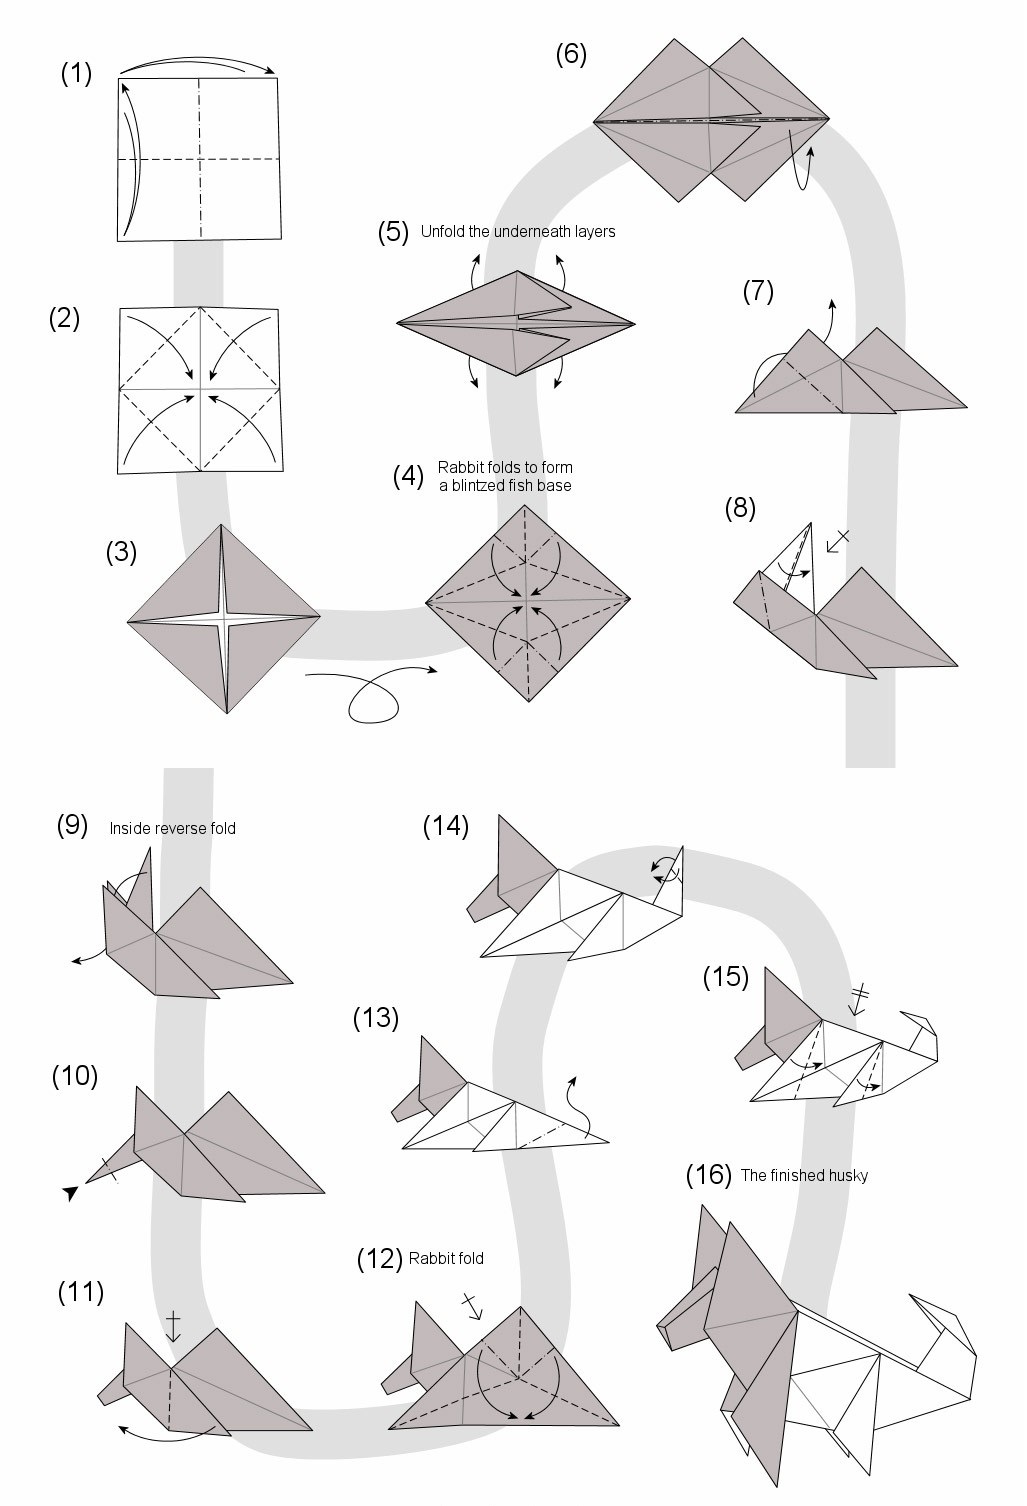 (1)
(2)
(3)
(4) Rabbit folds to form
a blintzed fish base
(5) Unfold the underneath layers
(6)
(7)
(8)
(9) Inside reverse fold
(10)
(11)
(12) Rabbit fold
(13)
(14)
(15)
(16) The finished husky